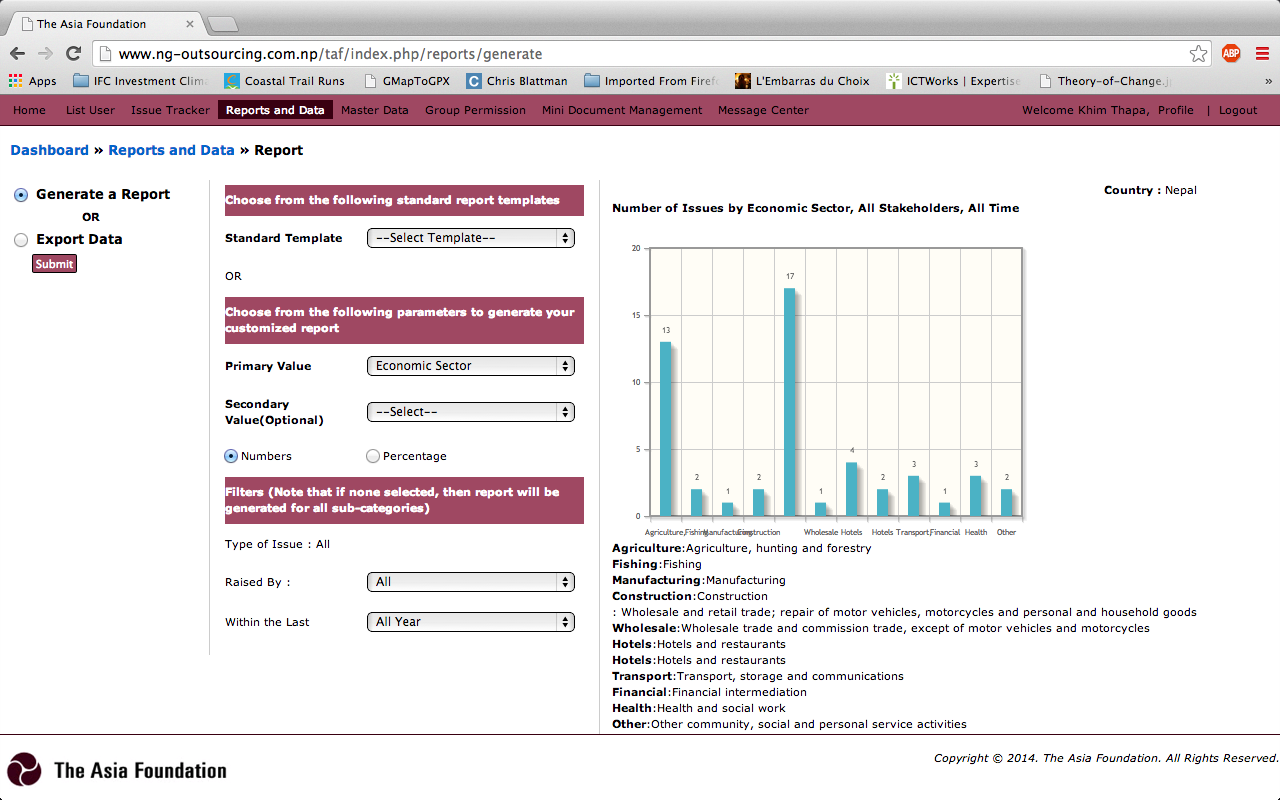 The Asia Foundation
www.ng-outsourcing.com.np/taf/index.php/reports/generate
ABP
Apps IFC Investment Clima Coastal Trail Runs GMapToGPX Chris Blattman Imported From Firef L'Embarras du Choix ICTWorks | Expertise Theory-of-Change.j »
Home List User Issue Tracker Reports and Data Master Data Group Permission Mini Document Management Message Center Welcome Khim Thapa, Profile | Logout
Dashboard » Reports and Data » Report
Generate a Report
OR
Export Data
Submit
Choose from the following standard report templates
Standard Template --Select Template--
OR
Choose from the following parameters to generate your
customized report
Primary Value Economic Sector
Secondary
Value(Optional) --Select--
Numbers Percentage
Filters (Note that if none selected, then report will be
generated for all sub-categories)
Type of Issue : All
Raised By : All
Within the Last All Year
Country : Nepal
Number of Issues by Economic Sector, All Stakeholders, All Time
20
15
10
5
0
13 2 1 2 17 1 4 2 3 1 3 2
Agriculture, Fishing Manufacturing Construction Wholesale Hotels Hotels Transport, Financial Health Other
Agriculture:Agriculture, hunting and forestry
Fishing:Fishing
Manufacturing:Manufacturing
Construction:Construction
: Wholesale and retail trade; repair of motor vehicles, motorcycles and personal and household goods
Wholesale:Wholesale trade and commission trade, except of motor vehicles and motorcycles
Hotels:Hotels and restaurants
Hotels:Hotels and restaurants
Transport:Transport, storage and communications
Financial:Financial intermediation
Health:Health and social work
Other:Other community, social and personal service activities
The Asia Foundation
Copyright © 2014. The Asia Foundation. All Rights Reserved.